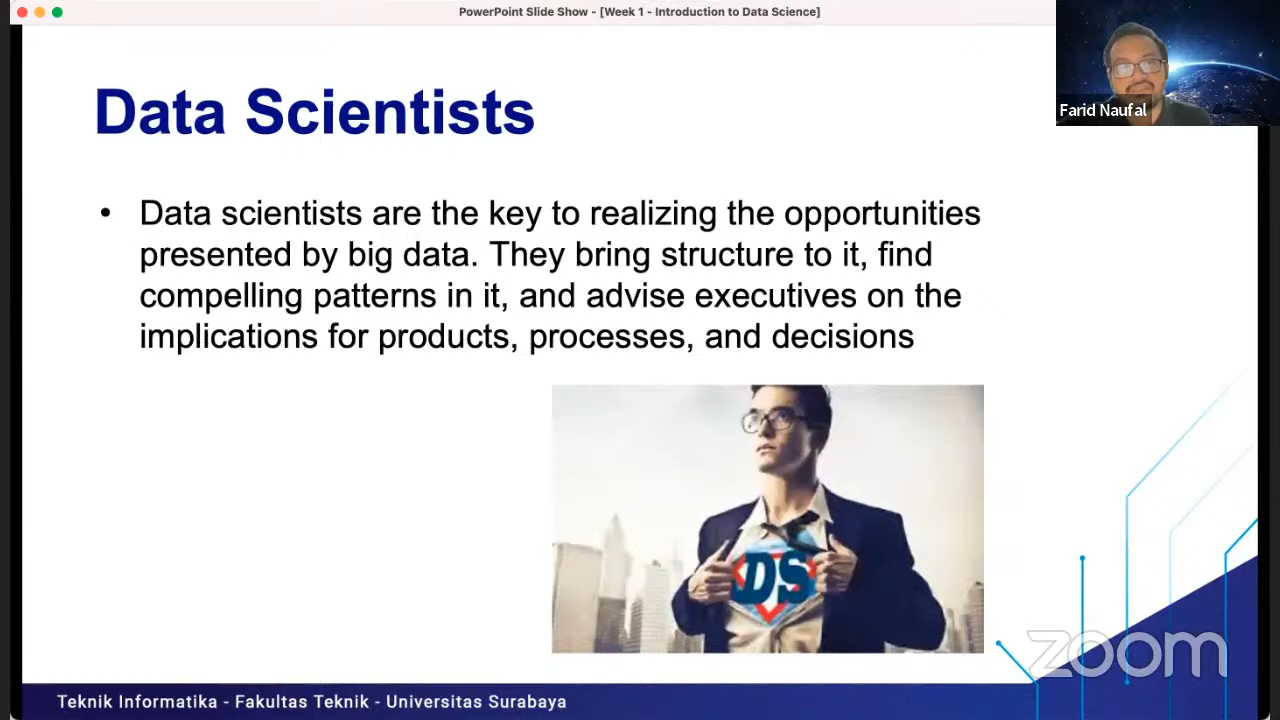 PowerPoint Slide Show - [Week 1 - Introduction to Data Science]
Farid Naufal
Data Scientists
• Data scientists are the key to realizing the opportunities
presented by big data. They bring structure to it, find
compelling patterns in it, and advise executives on the
implications for products, processes, and decisions
DS
zoom
Teknik Informatika - Fakultas Teknik - Universitas Surabaya